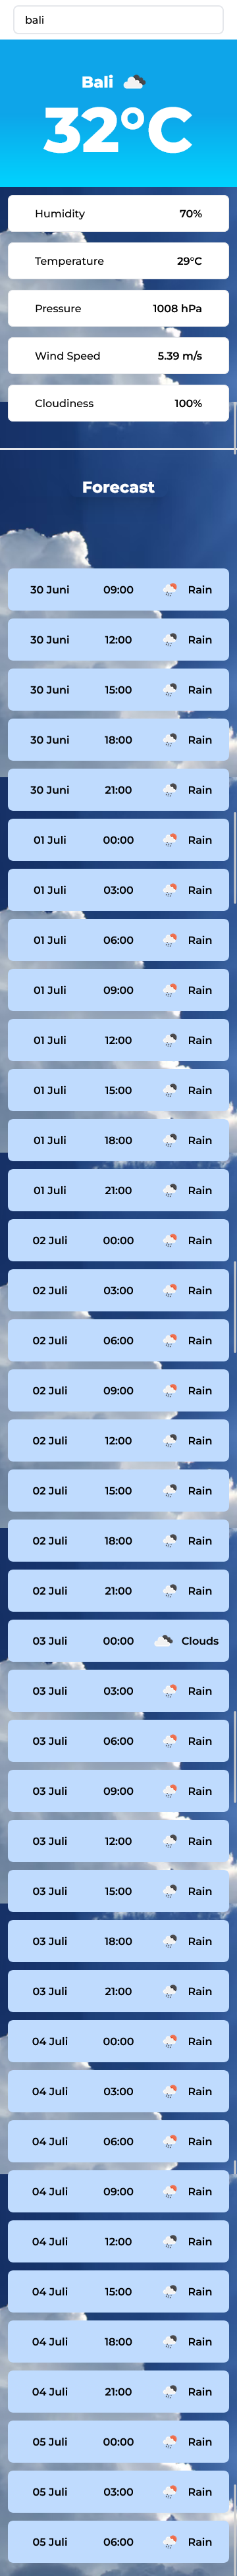 bali
Bali
32°C
Humidity 70%
Temperature 29°C
Pressure 1008 hPa
Wind Speed 5.39 m/s
Cloudiness 100%
Forecast
30 Juni 09:00 Rain
30 Juni 12:00 Rain
30 Juni 15:00 Rain
30 Juni 18:00 Rain
30 Juni 21:00 Rain
01 Juli 00:00 Rain
01 Juli 03:00 Rain
01 Juli 06:00 Rain
01 Juli 09:00 Rain
01 Juli 12:00 Rain
01 Juli 15:00 Rain
01 Juli 18:00 Rain
01 Juli 21:00 Rain
02 Juli 00:00 Rain
02 Juli 03:00 Rain
02 Juli 06:00 Rain
02 Juli 09:00 Rain
02 Juli 12:00 Rain
02 Juli 15:00 Rain
02 Juli 18:00 Rain
02 Juli 21:00 Rain
03 Juli 00:00 Clouds
03 Juli 03:00 Rain
03 Juli 06:00 Rain
03 Juli 09:00 Rain
03 Juli 12:00 Rain
03 Juli 15:00 Rain
03 Juli 18:00 Rain
03 Juli 21:00 Rain
04 Juli 00:00 Rain
04 Juli 03:00 Rain
04 Juli 06:00 Rain
04 Juli 09:00 Rain
04 Juli 12:00 Rain
04 Juli 15:00 Rain
04 Juli 18:00 Rain
04 Juli 21:00 Rain
05 Juli 00:00 Rain
05 Juli 03:00 Rain
05 Juli 06:00 Rain